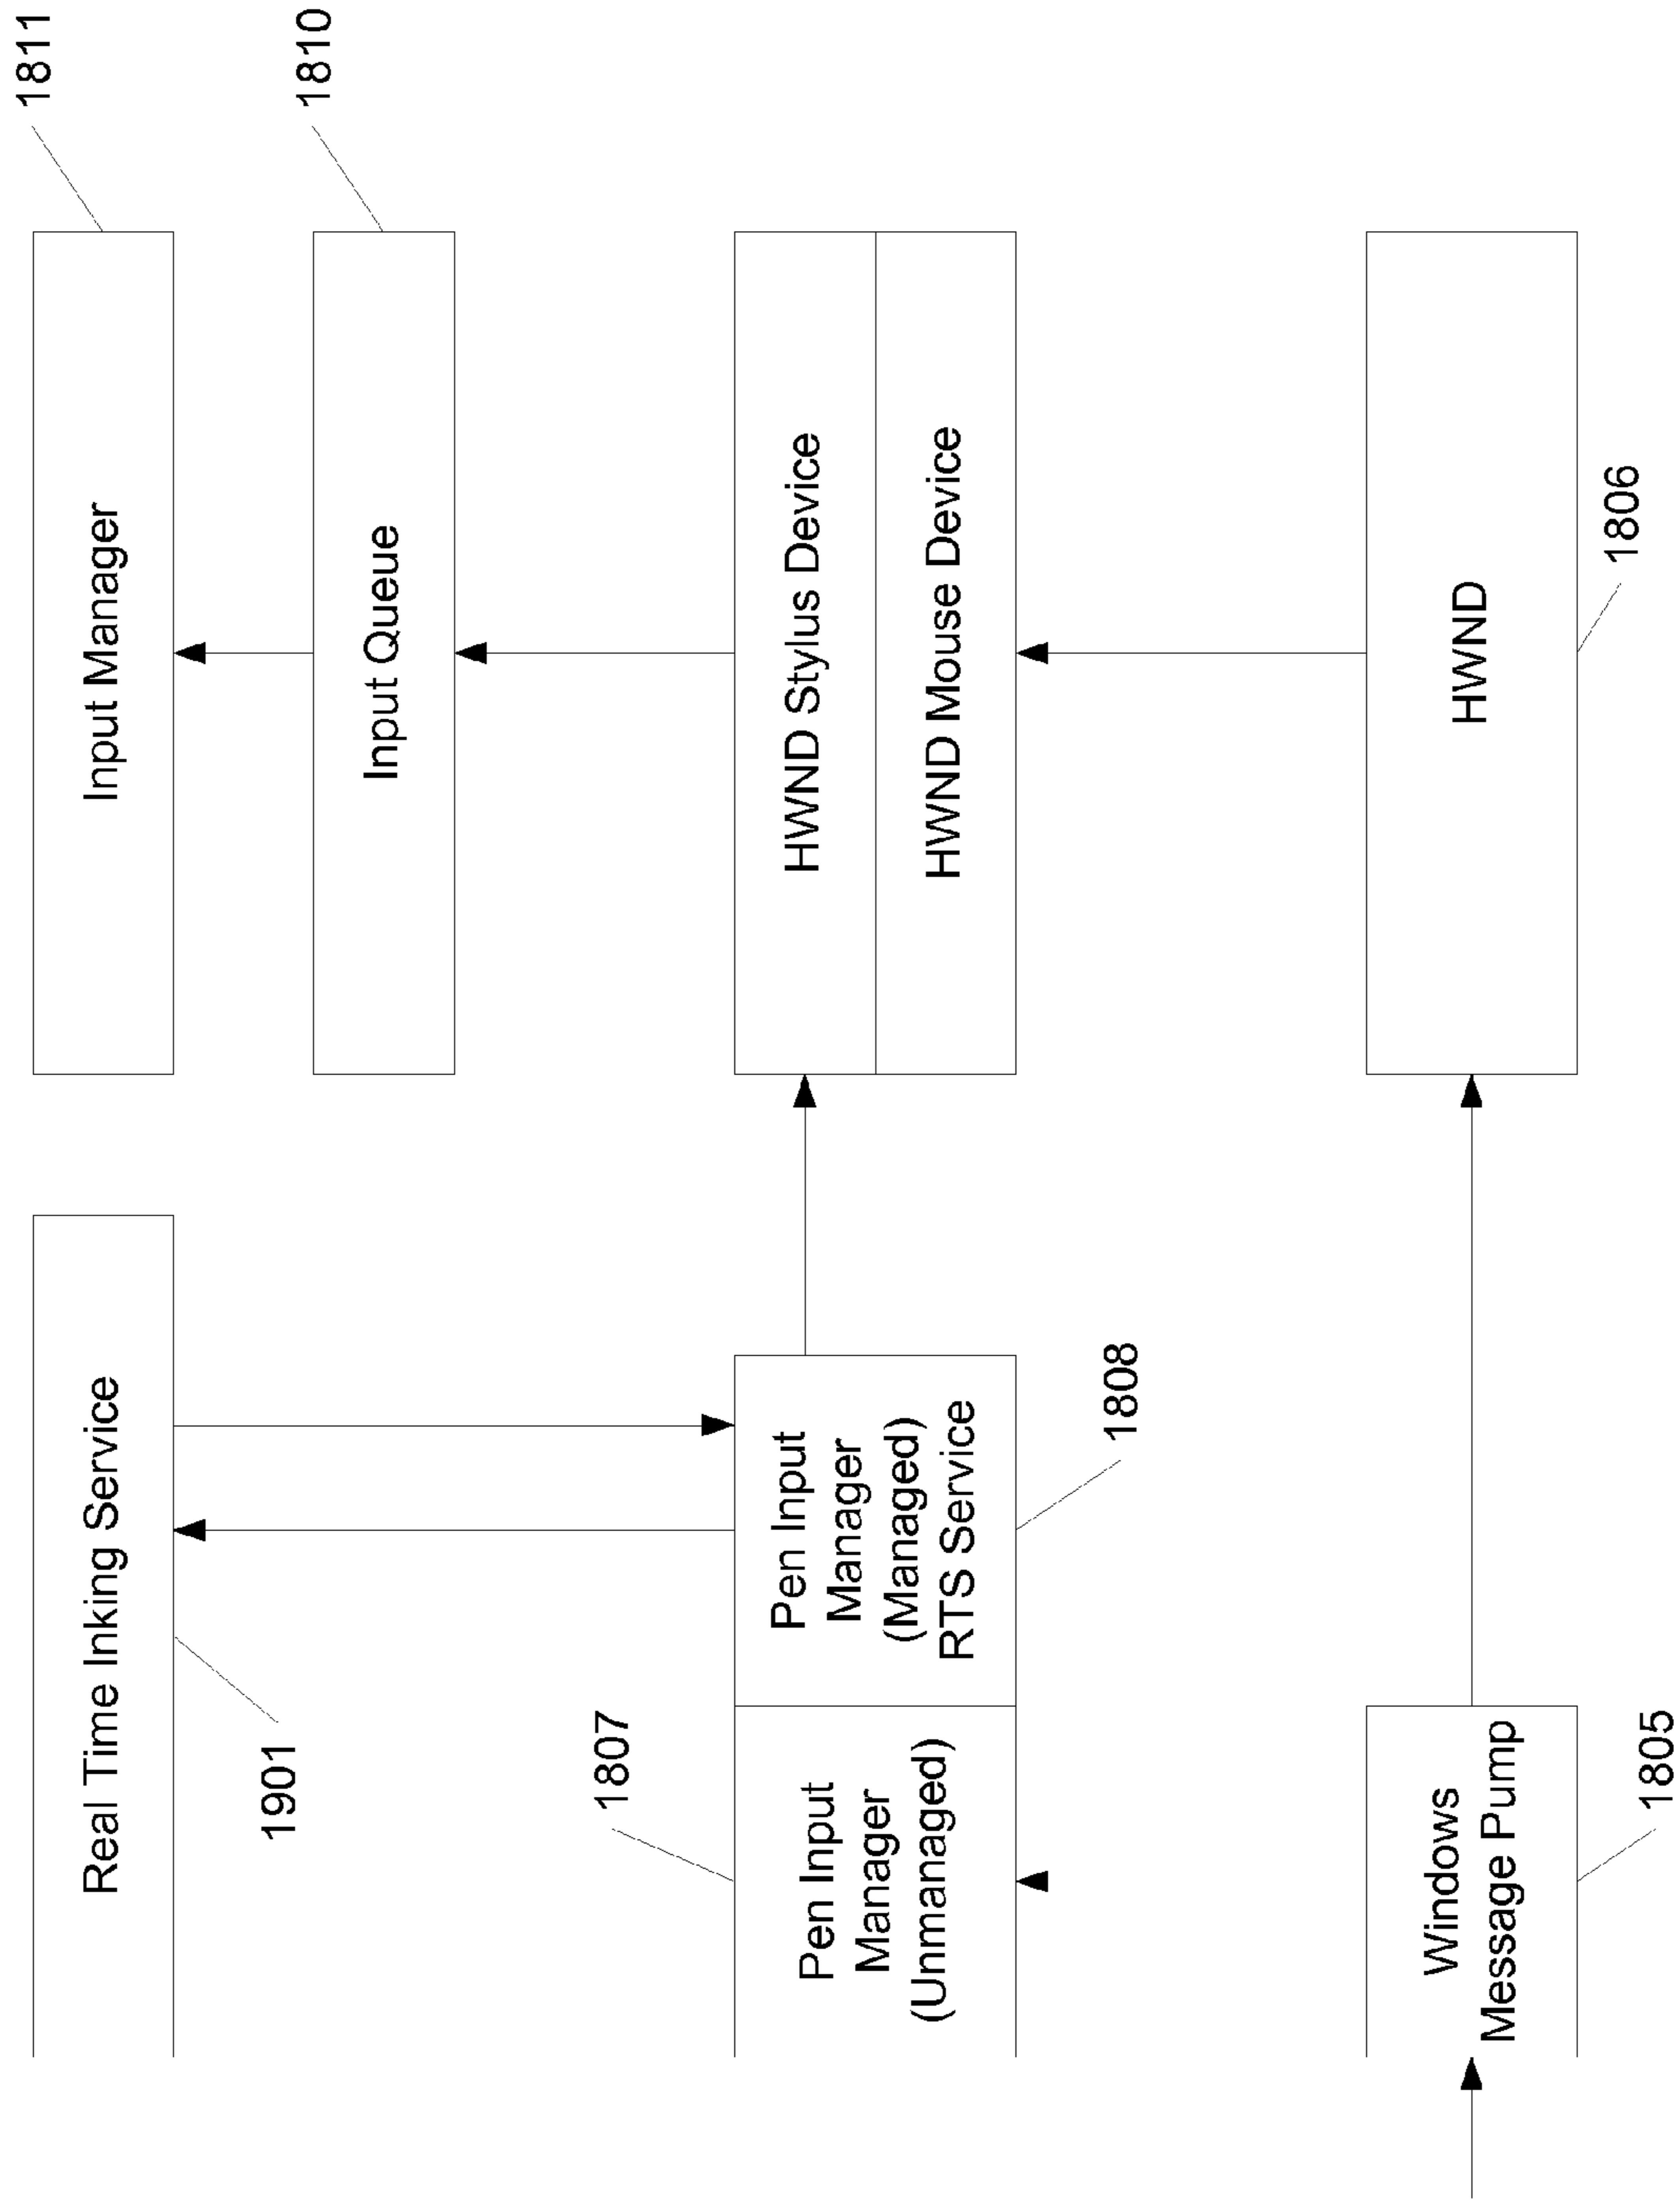 Real Time Inking Service
1901
Input Manager
1811
Input Queue
1810
1807
Pen Input
Manager
(Unmanaged)
Pen Input
Manager
(Managed)
RTS Service
1808
HWND Stylus Device
HWND Mouse Device
Windows
Message Pump
1805
HWND
1806